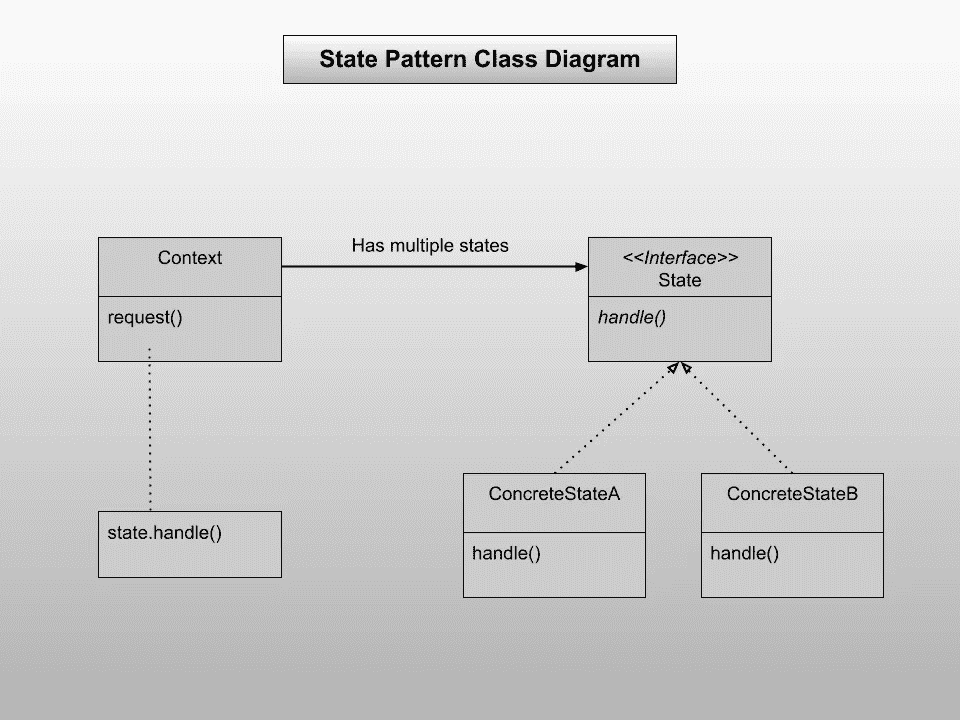 State Pattern Class Diagram
Has multiple states
Context
request()
<<Interface>>
State
handle()
state.handle()
ConcreteStateA
handle()
ConcreteStateB
handle()